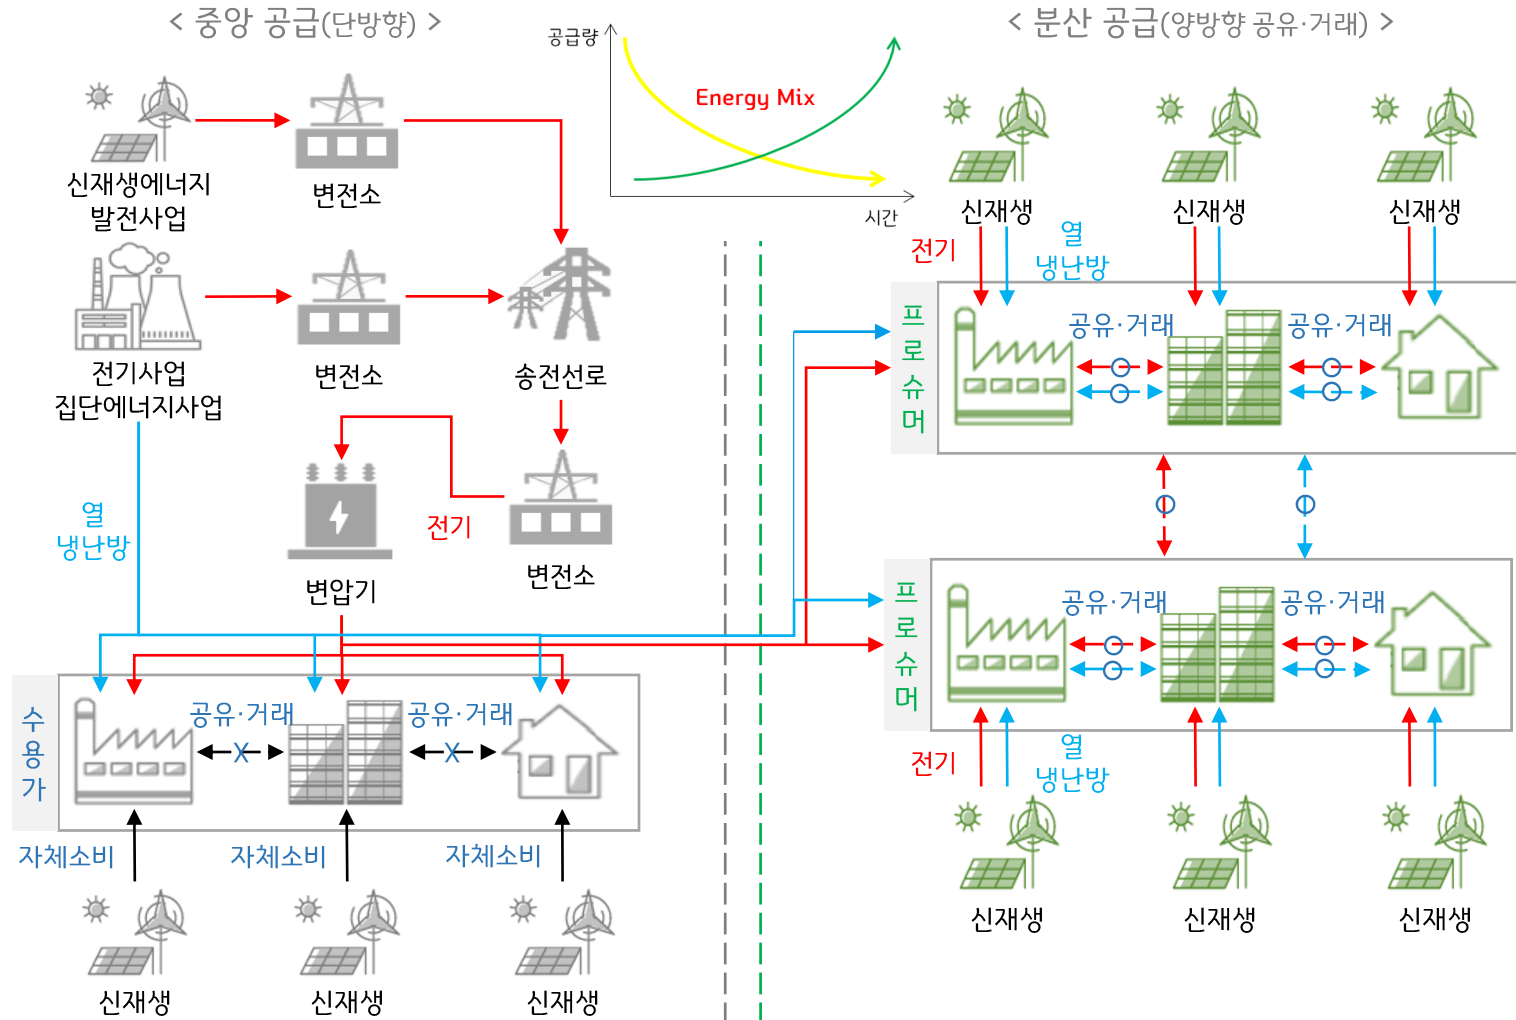 < 중앙 공급(단방향) >
신재생에너지
발전사업
변전소
전기사업
집단에너지사업
변전소
송전선로
열
냉난방
변압기
전기
변전소
수용가
공유·거래
X
공유·거래
X
자체소비
자체소비
자체소비
신재생
신재생
신재생
공급량
Energy Mix
시간
< 분산 공급(양방향 공유·거래) >
신재생
신재생
신재생
전기
열
냉난방
프로슈머
공유·거래
공유·거래
프로슈머
공유·거래
공유·거래
전기
열
냉난방
신재생
신재생
신재생